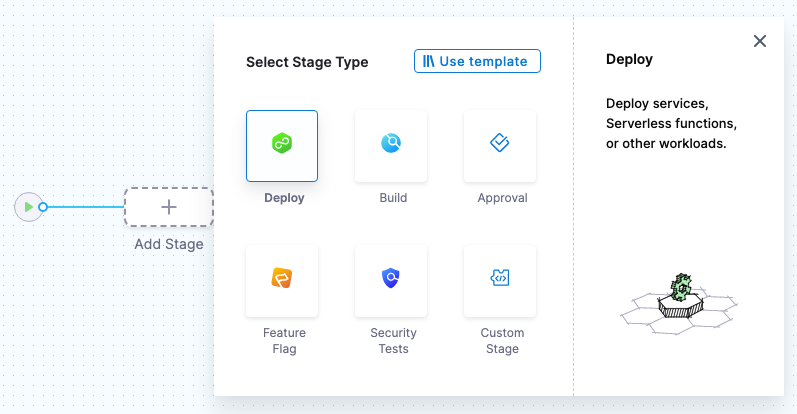 Select Stage Type
Use template
Deploy
Deploy services,
Serverless functions,
or other workloads.
Deploy
Build
Approval
Add Stage
Feature
Flag
Security
Tests
Custom
Stage